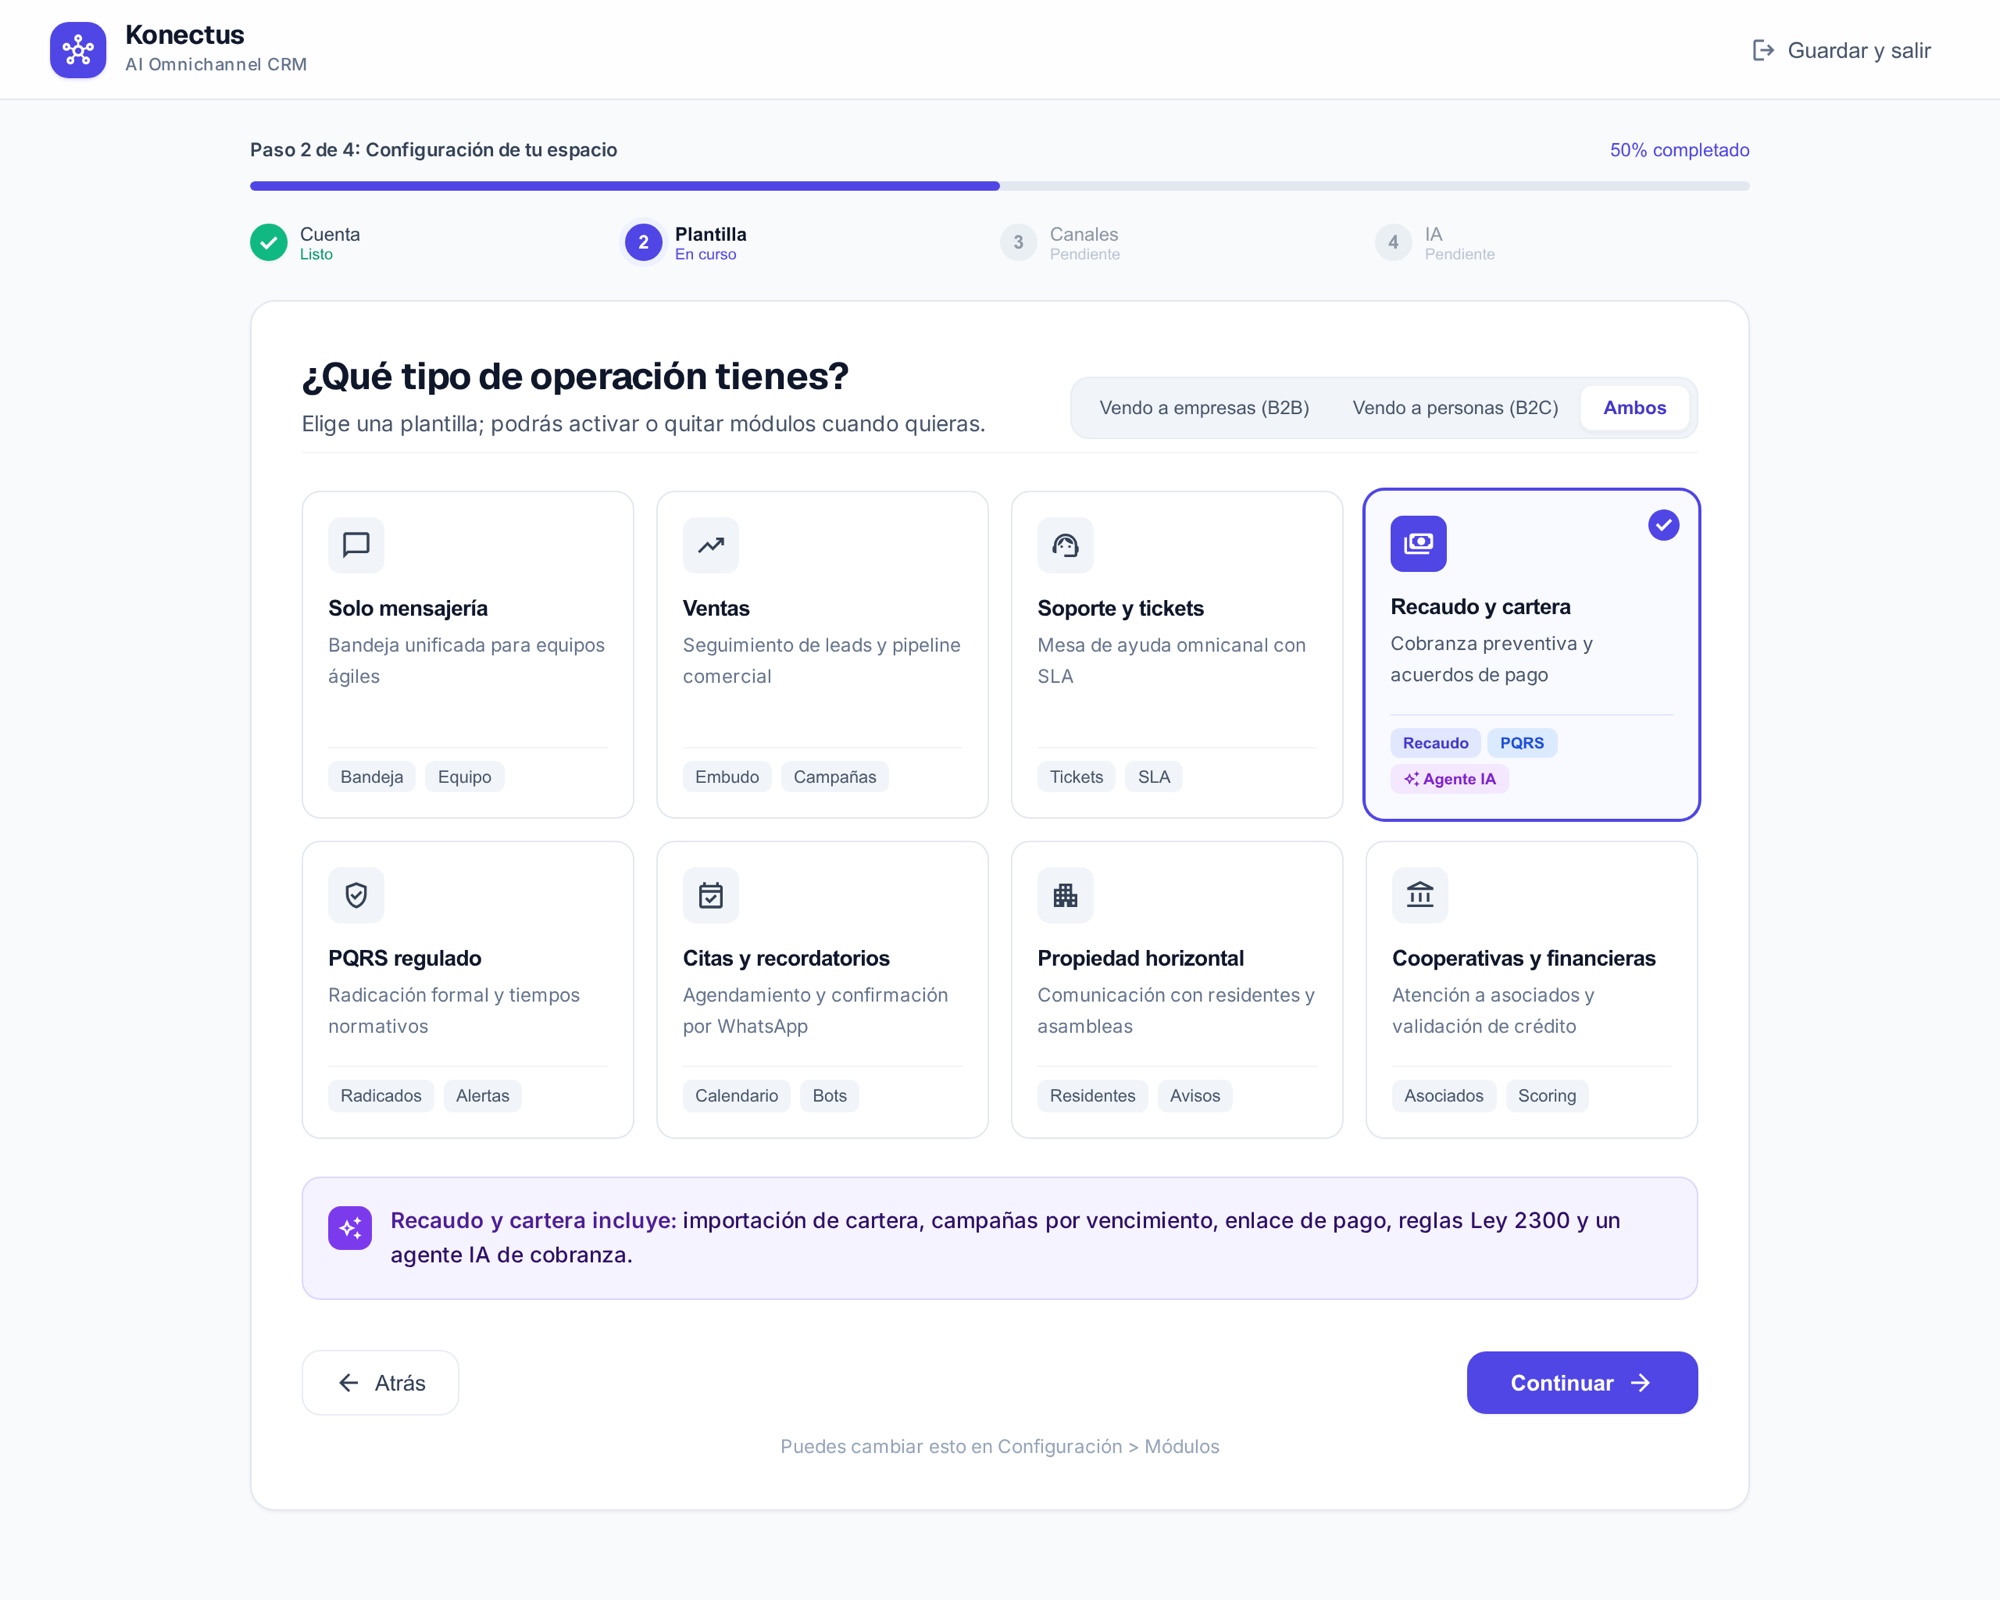 Konectus
AI Omnichannel CRM
Guardar y salir
Paso 2 de 4: Configuración de tu espacio
50% completado
Cuenta
Listo
2
Plantilla
En curso
3
Canales
Pendiente
4
IA
Pendiente
¿Qué tipo de operación tienes?
Elige una plantilla; podrás activar o quitar módulos cuando quieras.
Vendo a empresas (B2B)
Vendo a personas (B2C)
Ambos
Solo mensajería
Bandeja unificada para equipos
ágiles
Bandeja
Equipo
Ventas
Seguimiento de leads y pipeline
comercial
Embudo
Campañas
Soporte y tickets
Mesa de ayuda omnicanal con
SLA
Tickets
SLA
Recaudo y cartera
Cobranza preventiva y
acuerdos de pago
Recaudo
PQRS
Agente IA
PQRS regulado
Radicación formal y tiempos
normativos
Radicados
Alertas
Citas y recordatorios
Agendamiento y confirmación
por WhatsApp
Calendario
Bots
Propiedad horizontal
Comunicación con residentes y
asambleas
Residentes
Avisos
Cooperativas y financieras
Atención a asociados y
validación de crédito
Asociados
Scoring
Recaudo y cartera incluye: importación de cartera, campañas por vencimiento, enlace de pago, reglas Ley 2300 y un
agente IA de cobranza.
Atrás
Continuar
Puedes cambiar esto en Configuración > Módulos